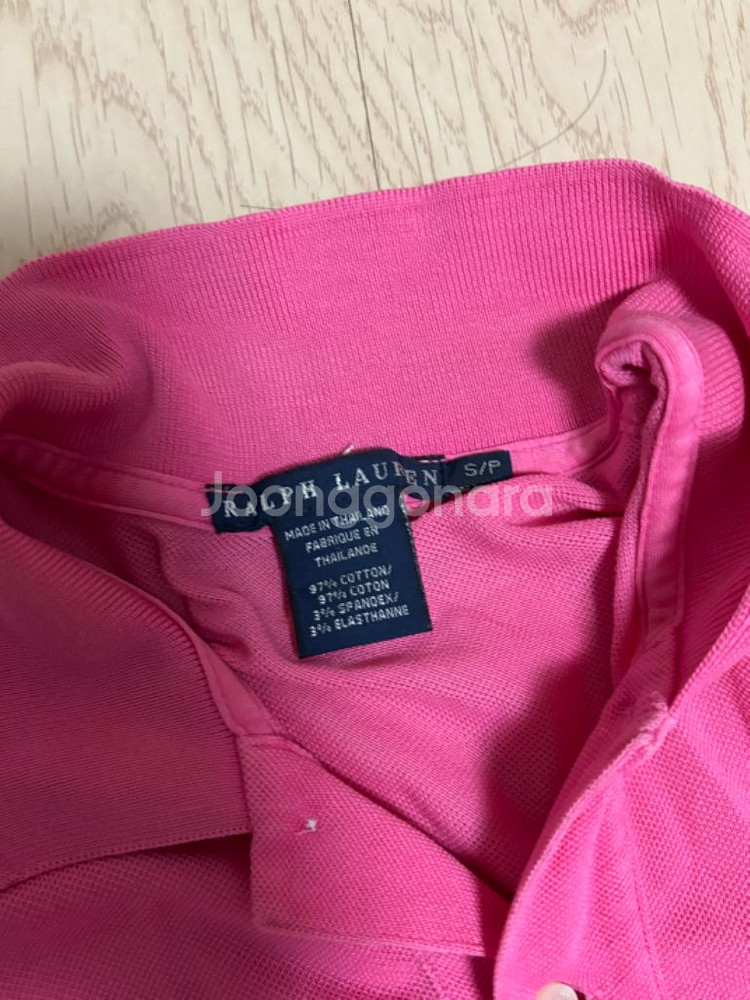 RALPH LAUREN
S/P
Joonggonara
MADE IN THAILAND
FABRIQUE EN
THAILANDE
97% COTTON/
97% COTON
3% SPANDEX/
3% ELASTHANNE